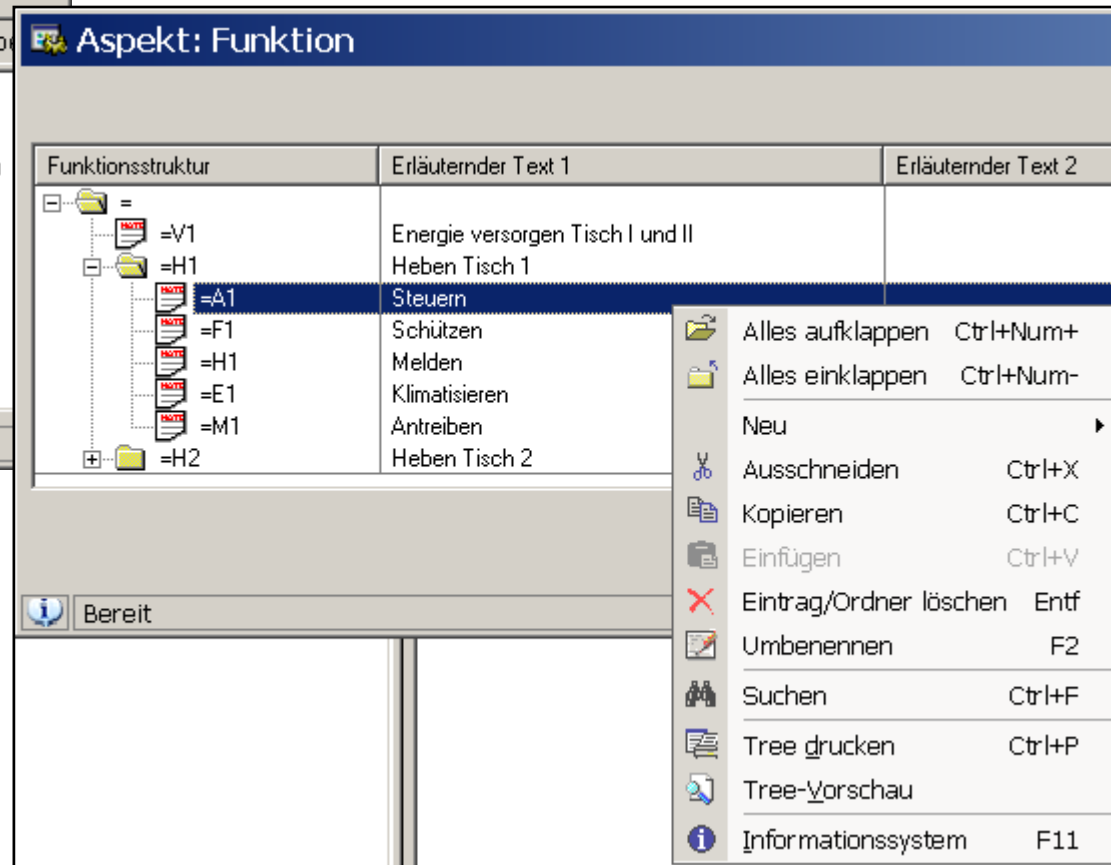 Aspekt: Funktion
Funktionsstruktur Erläuternder Text 1 Erläuternder Text 2
=
=V1 Energie versorgen Tisch I und II
=H1 Heben Tisch 1
=A1 Steuern
=F1 Schützen
=H1 Melden
=E1 Klimatisieren
=M1 Antreiben
=H2 Heben Tisch 2
Bereit
Alles aufklappen Ctrl+Num+
Alles einklappen Ctrl+Num-
Neu
Ausschneiden Ctrl+X
Kopieren Ctrl+C
Einfügen Ctrl+V
Eintrag/Ordner löschen Entf
Umbenennen F2
Suchen Ctrl+F
Tree drucken Ctrl+P
Tree-Vorschau
Informationssystem F11